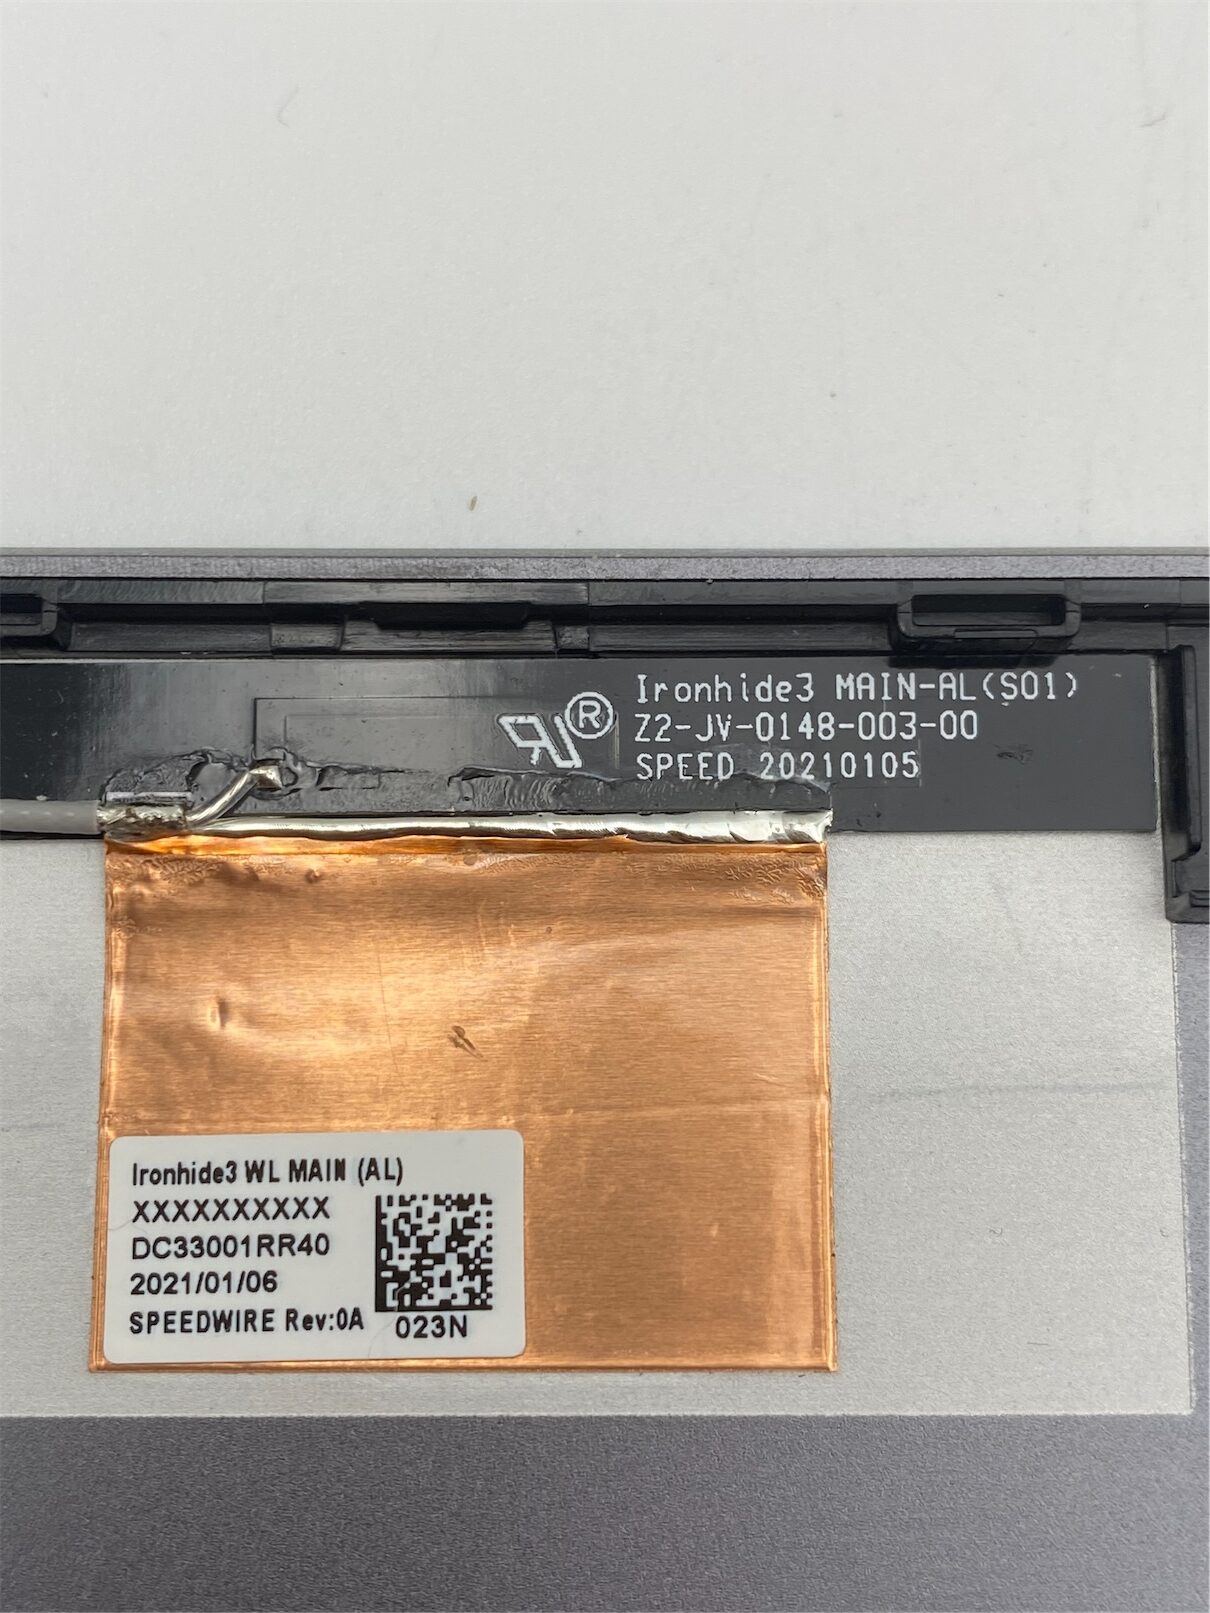 Ironhide3 MAIN-AL(S01)
Z2-JV-0148-003-00
SPEED 20210105
Ironhide3 WL MAIN (AL)
XXXXXXXXXX
DC33001RR40
2021/01/06
SPEEDWIRE Rev:0A
023N